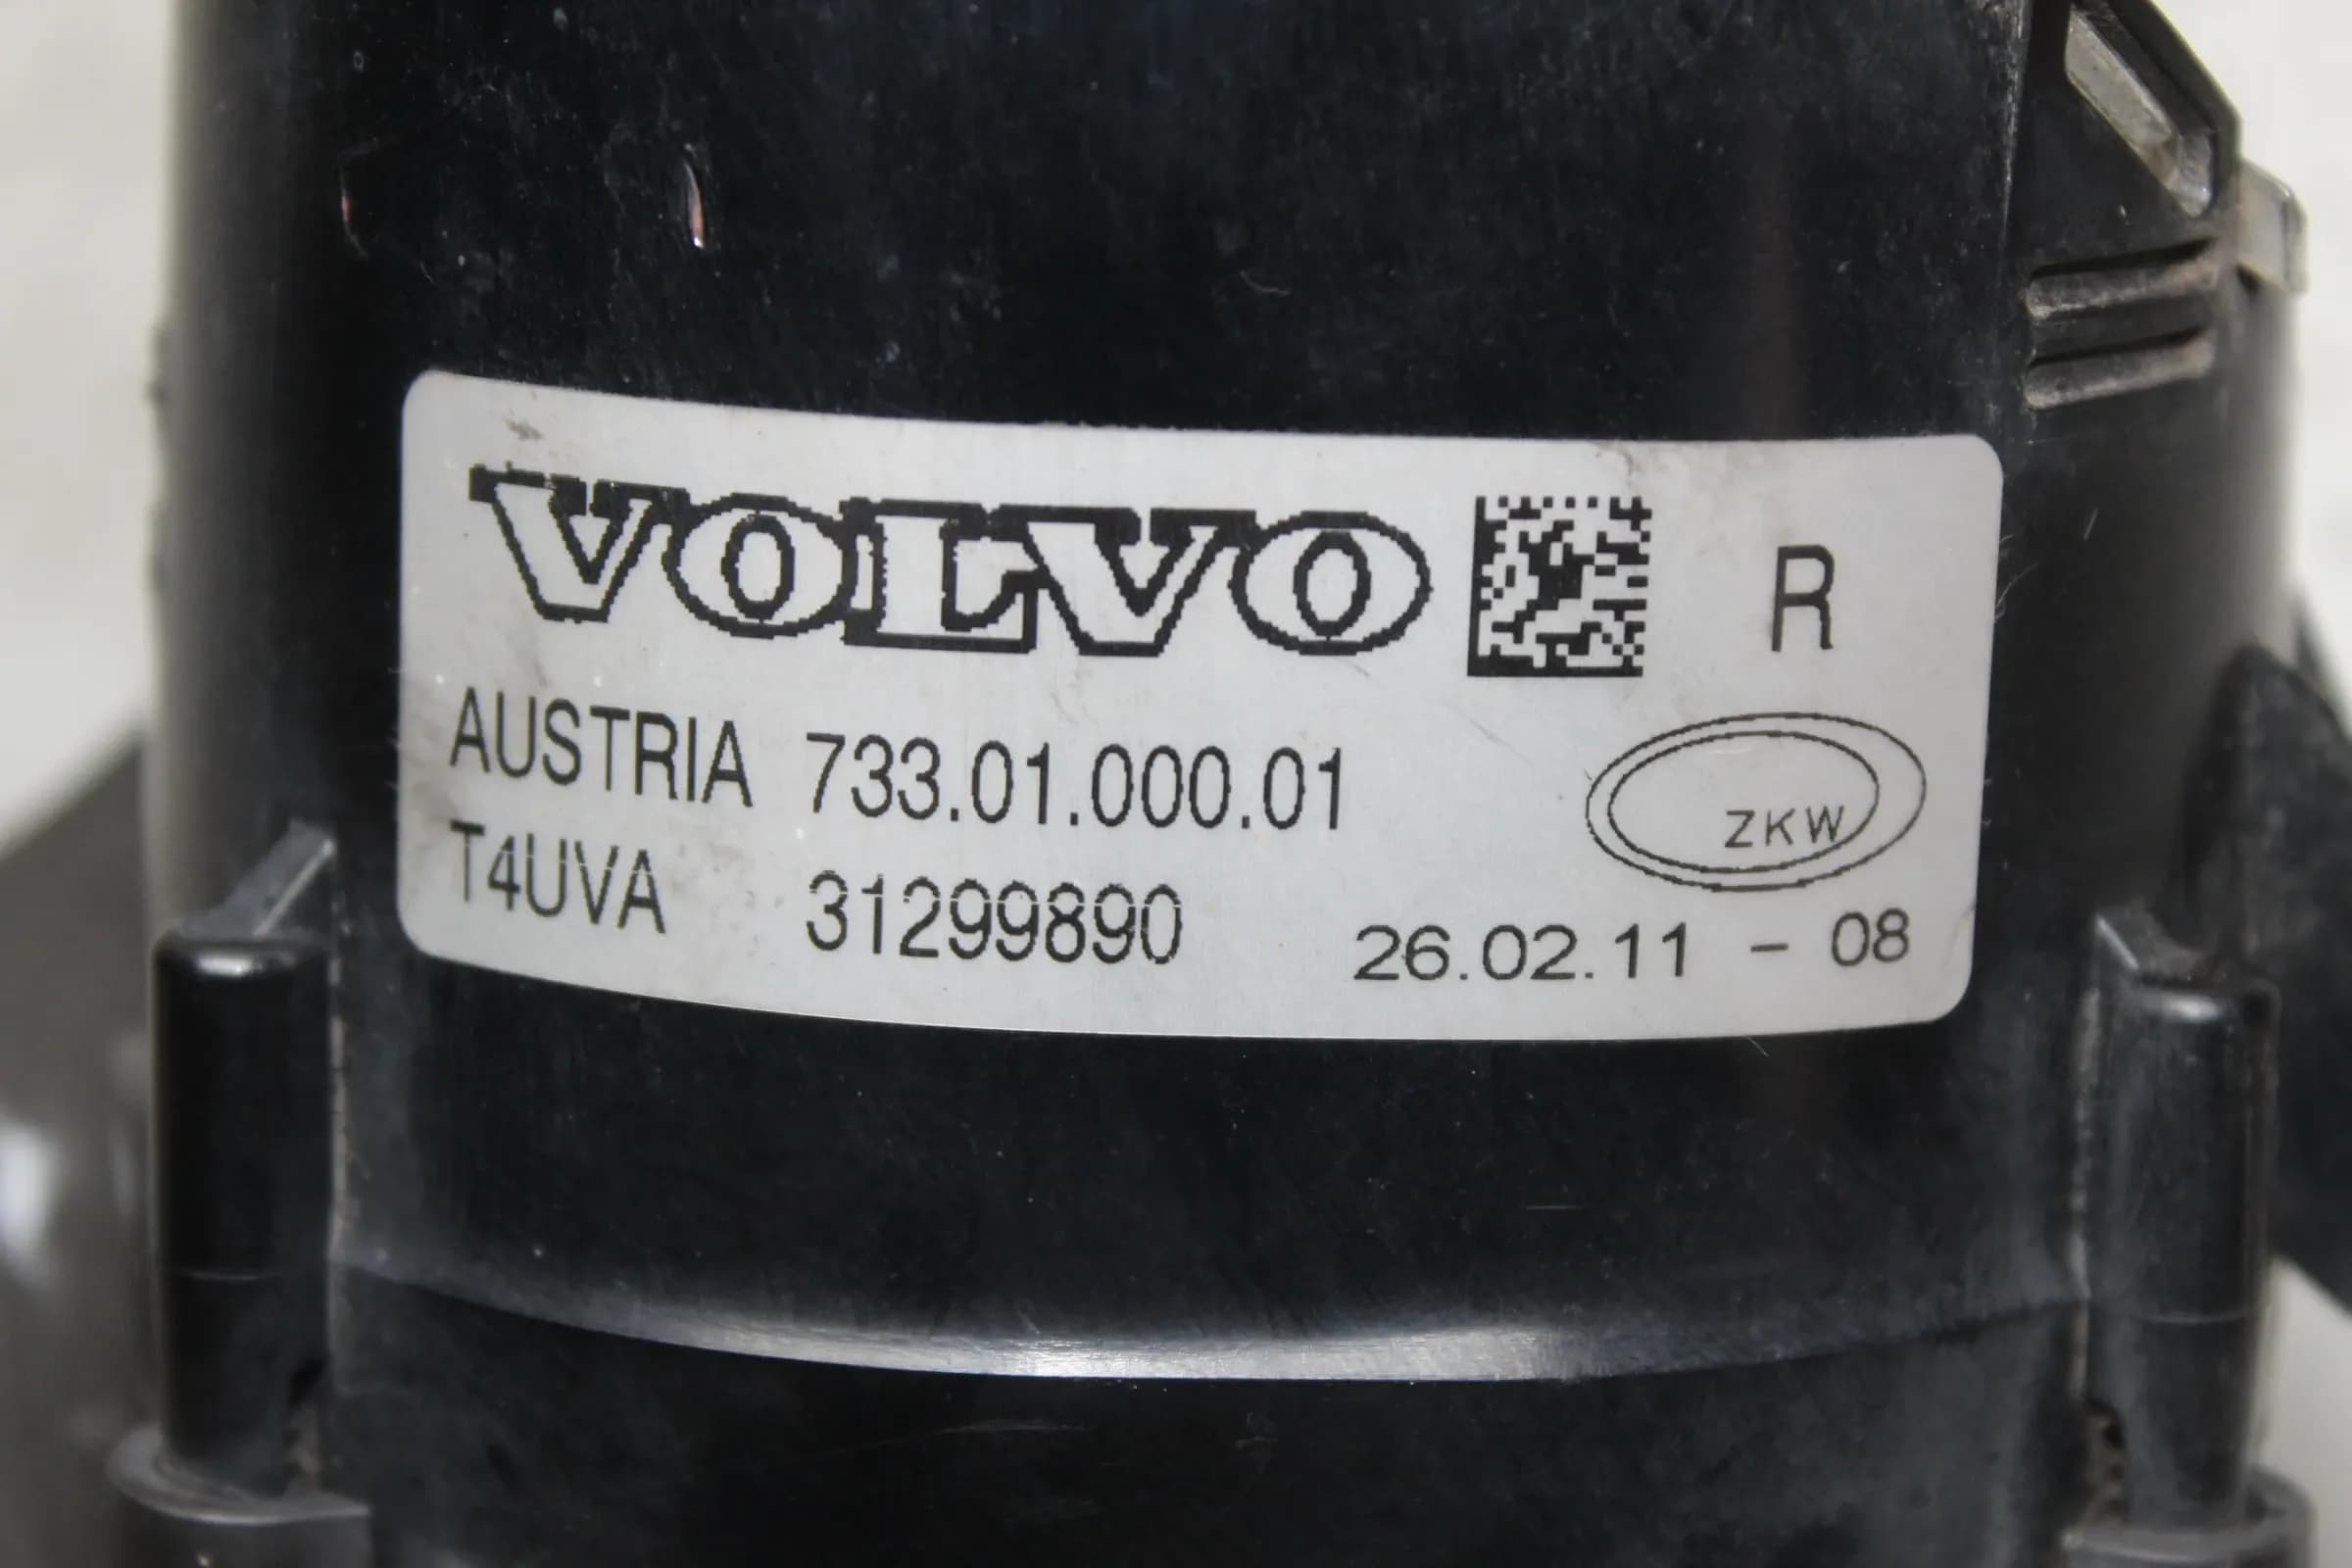 VOLVO R
AUSTRIA 733.01.000.01
ZKW
T4UVA 31299890
26.02.11 - 08